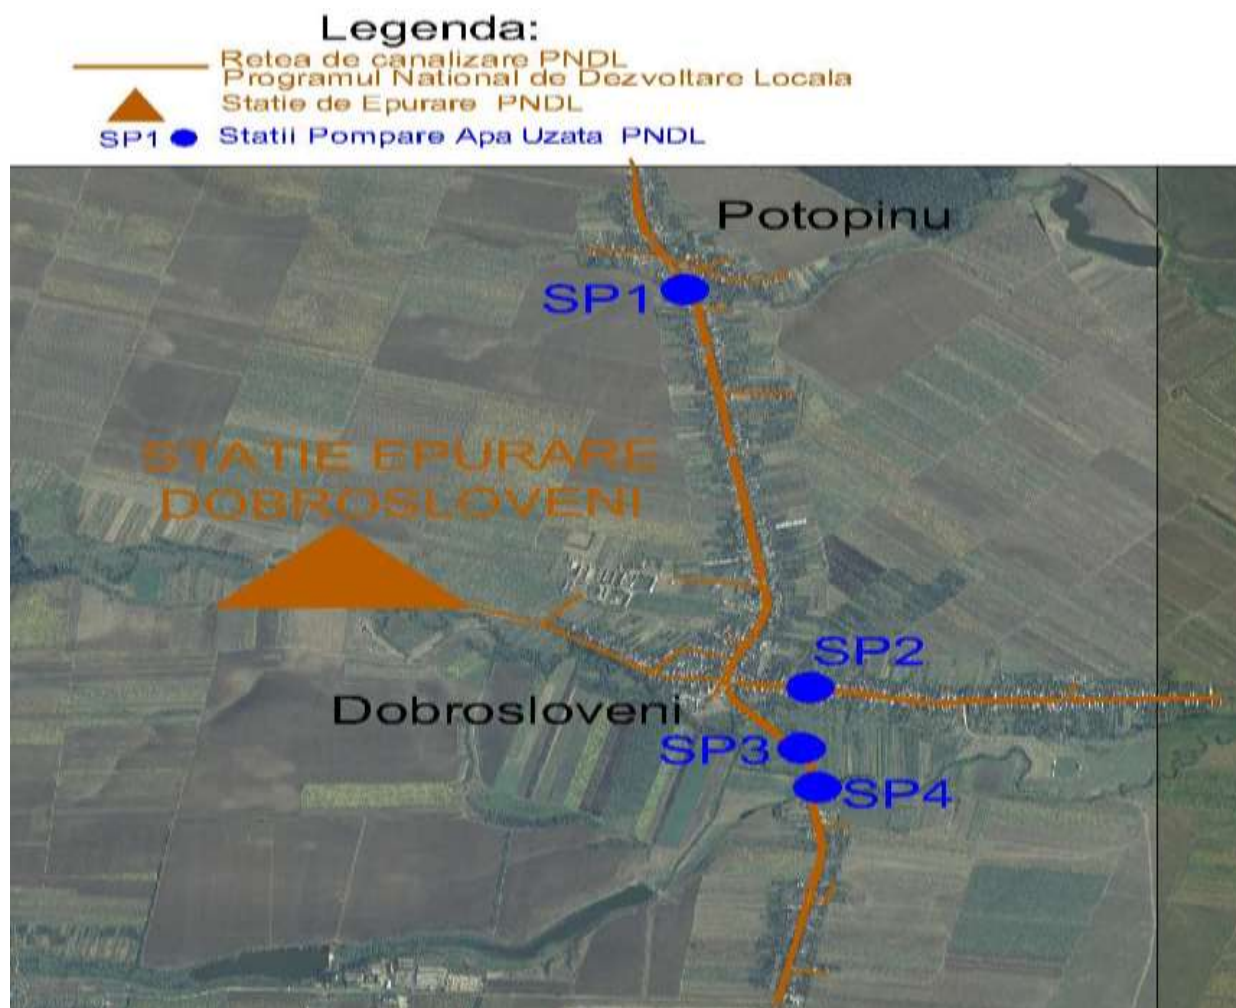 Legenda:
Retea de canalizare PNDL
Programul National de Dezvoltare Locala
Statie de Epurare PNDL
SP1 Statii Pompare Apa Uzata PNDL
Potopinu
SP1
STATIE EPURARE
DOBROSLOVENI
SP2
Dobrosloveni
SP3
SP4